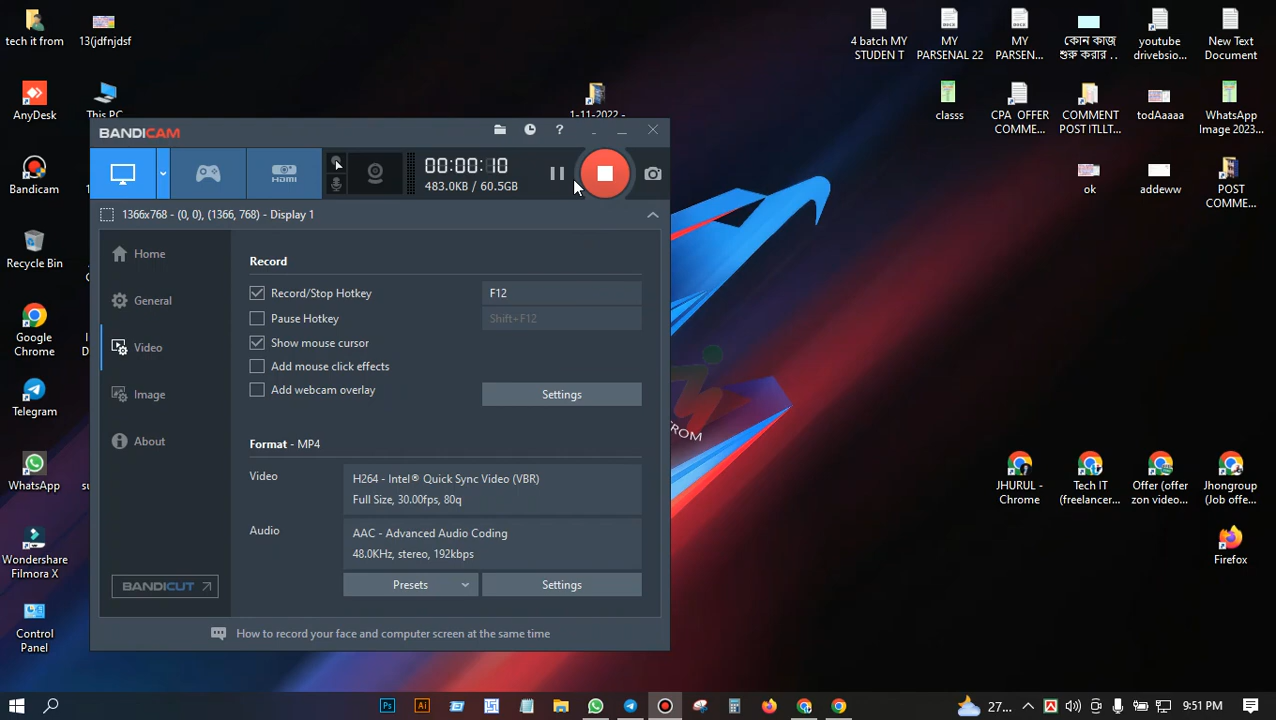 tech it from
13(jdfnjdsf
4 batch MY
STUDEN T
MY
PARSENAL 22
MY
PARSEN...
কোন কাজ
শুরু করার ..
youtube
drivebsion...
New Text
Document
AnyDesk
This PC
1-11-2022 -
classs
CPA OFFER
COMME...
COMMENT
POST ITLLT...
todAaaaa
WhatsApp
Image 2023...
Bandicam
ok
addeww
POST
COMME...
Recycle Bin
Google
Chrome
Telegram
WhatsApp
Wondershare
Filmora X
Control
Panel
BANDICAM
?
HDMI
00:00:10
483.0KB / 60.5GB
1366x768 - (0, 0), (1366, 768) - Display 1
Home
General
Video
Image
About
BANDICUT
Record
Record/Stop Hotkey
F12
Pause Hotkey
Shift+F12
Show mouse cursor
Add mouse click effects
Add webcam overlay
Settings
Format - MP4
Video
H264 - Intel® Quick Sync Video (VBR)
Full Size, 30.00fps, 80q
Audio
AAC - Advanced Audio Coding
48.0KHz, stereo, 192kbps
Presets
Settings
How to record your face and computer screen at the same time
ROM
JHURUL -
Chrome
Tech IT
(freelancer...
Offer (offer
zon video...
Jhongroup
(Job offe...
Firefox
Ps
Ai
27...
9:51 PM